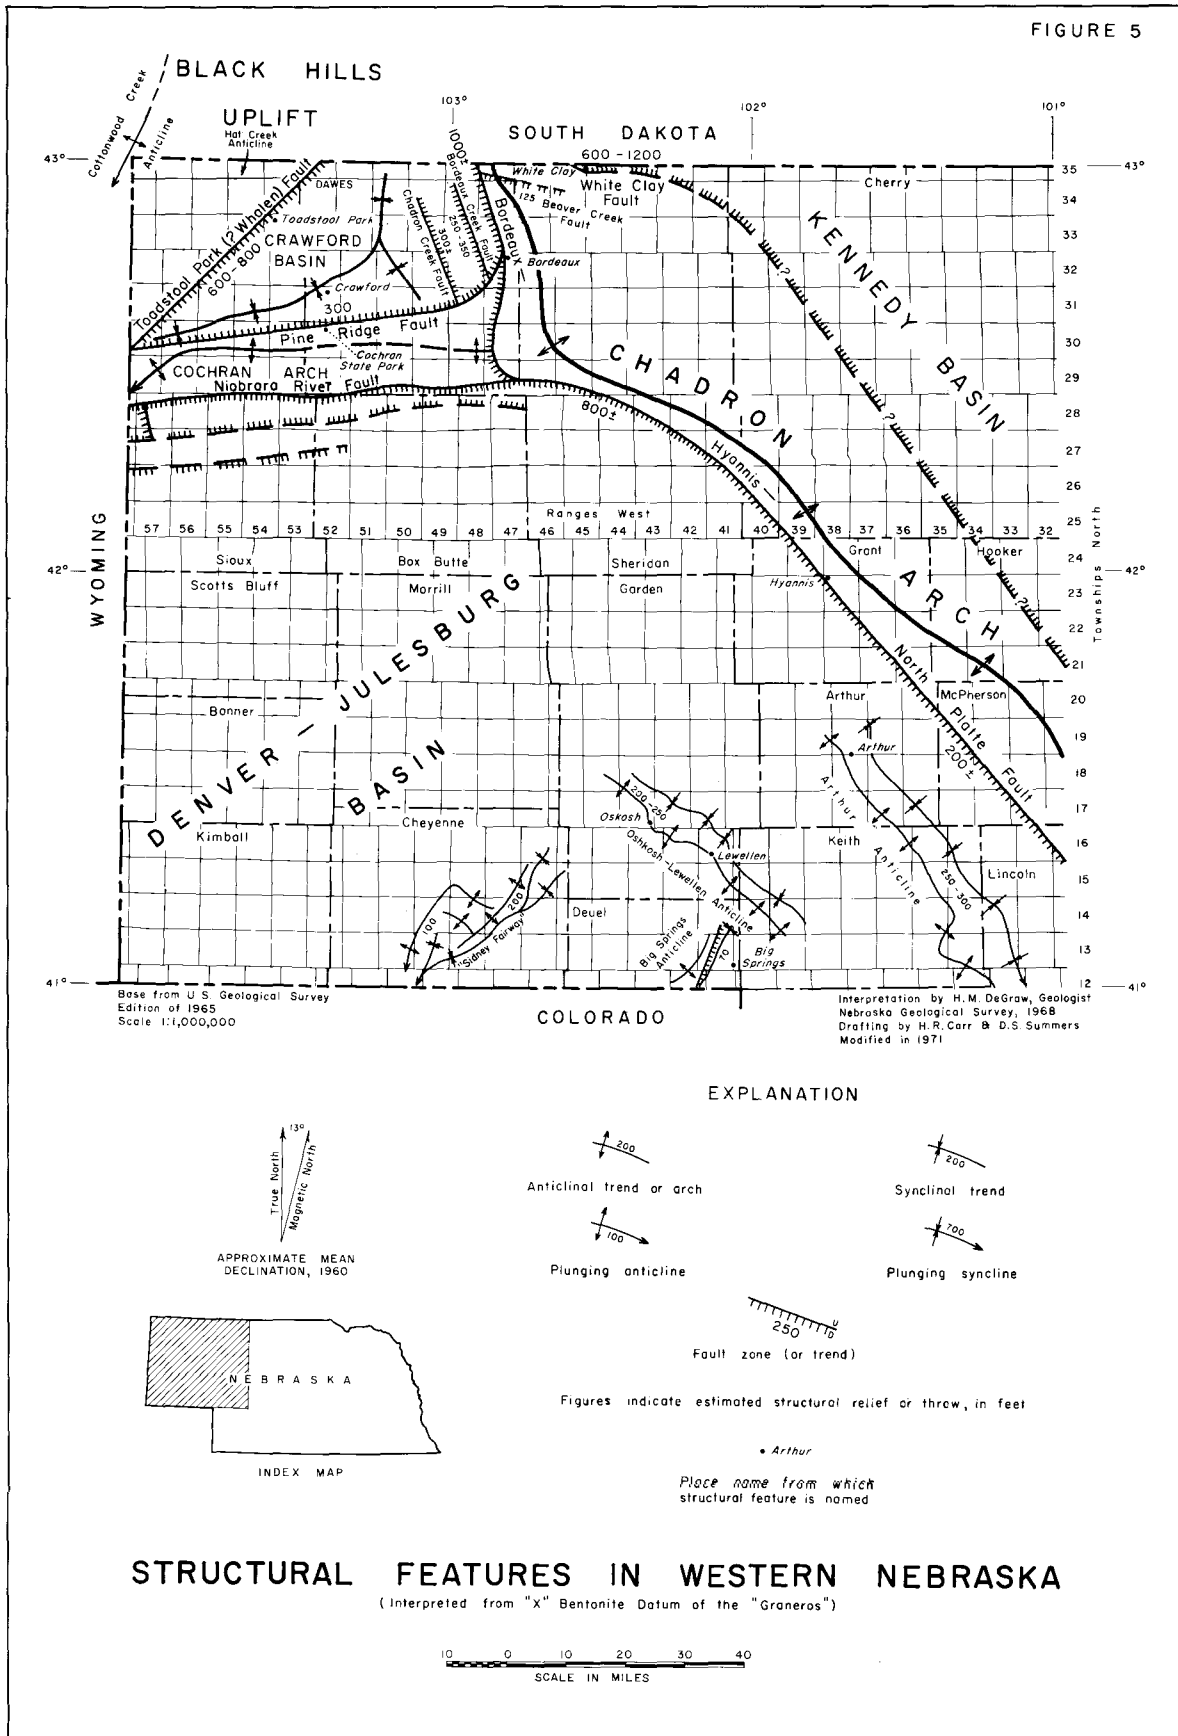 FIGURE 5
BLACK HILLS
UPLIFT
Cottonwood Creek
Anticline
Hat Creek
Anticline
103°
102°
101°
SOUTH DAKOTA
43°
43°
600-1200
White Clay
White Clay
Fault
Cherry
125 Beaver Creek
Fault
1000±
Bordeaux Creek Fault
250-350
Bordeaux
Bordeaux
Chadron Creek Fault
300±
DAWES
Toadstool Park (? Whalen) Fault
600-800
Toadstool Park
CRAWFORD
BASIN
Crawford
300
Pine Ridge Fault
Cochran
State Park
COCHRAN ARCH
Niobrara River Fault
800±
KENNEDY BASIN
?
?
?
?
CHADRON ARCH
Hyannis —
North Platte Fault
200±
35
34
33
32
31
30
29
28
27
26
25
24
23
22
21
20
19
18
17
16
15
14
13
12
Townships North
Ranges West
57 56 55 54 53 52 51 50 49 48 47 46 45 44 43 42 41 40 39 38 37 36 35 34 33 32
WYOMING
42°
42°
Sioux
Box Butte
Sheridan
Grant
Hooker
Scotts Bluff
Morrill
Garden
Hyannis
DENVER — JULESBURG
BASIN
Banner
Arthur
McPherson
Arthur
Arthur Anticline
250-300
Kimball
Cheyenne
Keith
Lincoln
200-250
Oskosh
Lewellen
Oshkosh-Lewellen Anticline
Deuel
100
200
"Sidney Fairway"
Big Springs
Anticline
70
Big
Springs
41°
41°
Base from U.S. Geological Survey
Edition of 1965
Scale 1:1,000,000
COLORADO
Interpretation by H.M. DeGraw, Geologist
Nebraska Geological Survey, 1968
Drafting by H.R. Carr & D.S. Summers
Modified in 1971
EXPLANATION
13°
True North
Magnetic North
APPROXIMATE MEAN
DECLINATION, 1960
200
Anticlinal trend or arch
200
Synclinal trend
100
Plunging anticline
700
Plunging syncline
U
D
250
Fault zone (or trend)
Figures indicate estimated structural relief or throw, in feet
Arthur
Place name from which
structural feature is named
NEBRASKA
INDEX MAP
STRUCTURAL FEATURES IN WESTERN NEBRASKA
(Interpreted from "X" Bentonite Datum of the "Graneros")
10 0 10 20 30 40
SCALE IN MILES